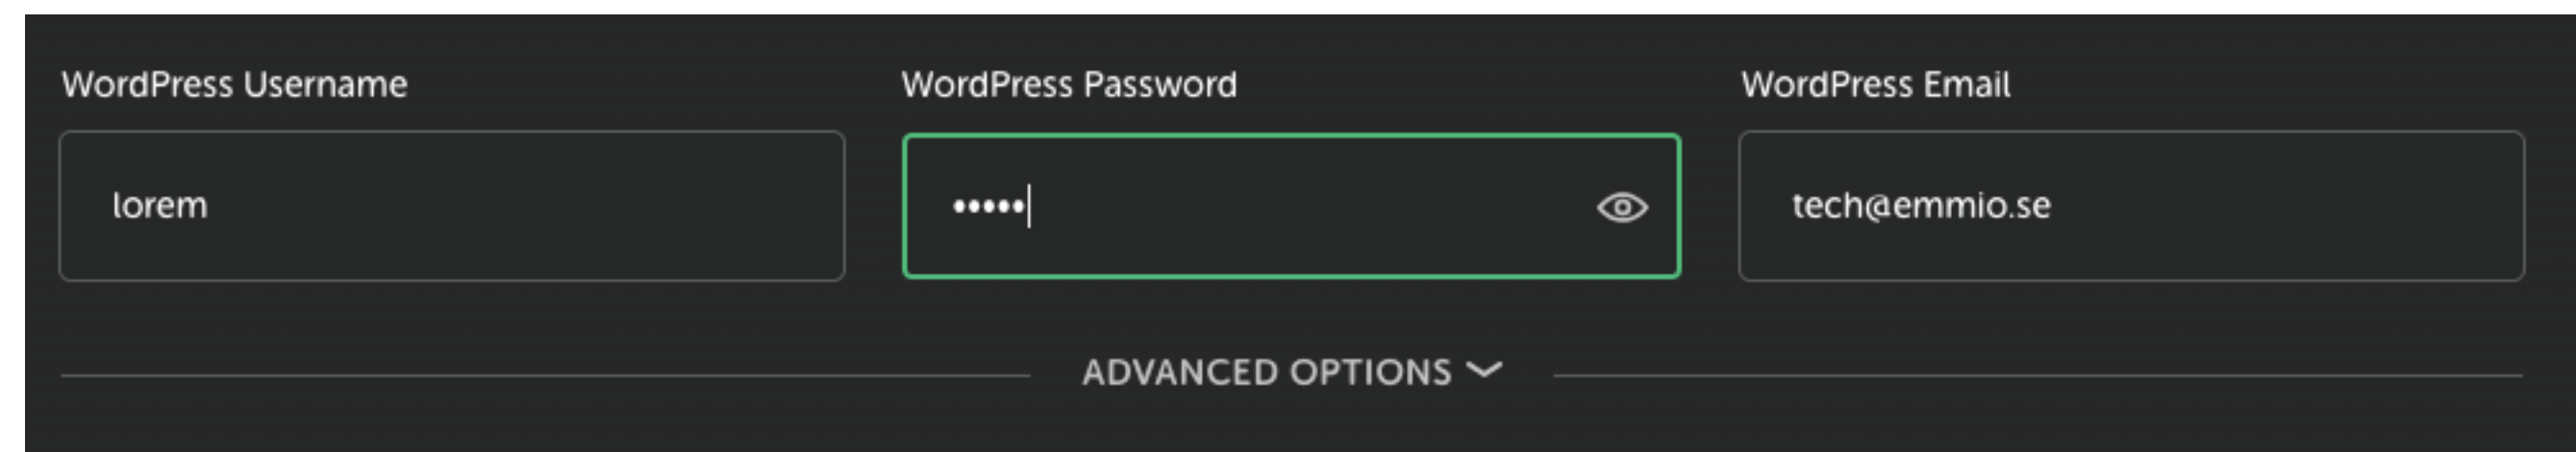 WordPress Username WordPress Password WordPress Email
lorem ••••• tech@emmio.se
ADVANCED OPTIONS